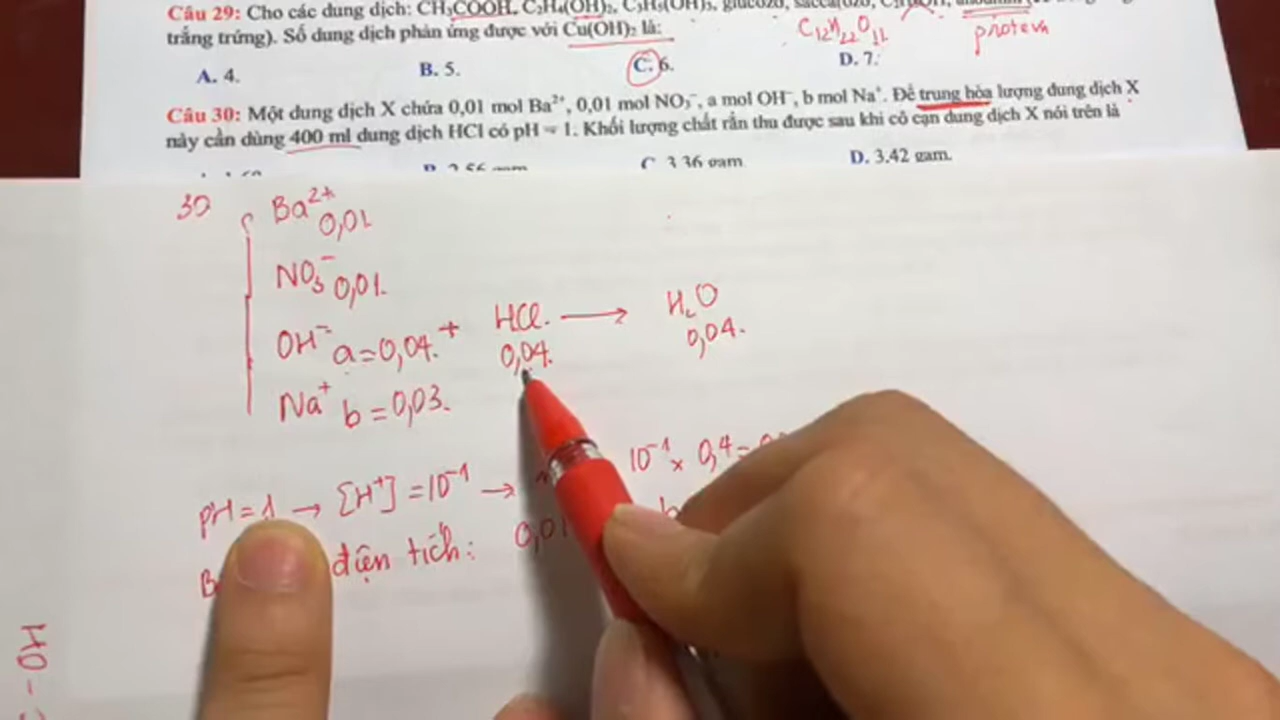 Câu 29: Cho các dung dịch: CH₃COOH, C₂H₄(OH)₂, C₃H₅(OH)₃, glucozơ,
trắng trứng). Số dung dịch phản ứng được với Cu(OH)₂ là:
C₁₂H₂₂O₁₁
protein
A. 4.
B. 5.
C. 6.
D. 7.
Câu 30: Một dung dịch X chứa 0,01 mol Ba²⁺, 0,01 mol NO₃⁻, a mol OH⁻, b mol Na⁺. Để trung hòa lượng dung dịch X
này cần dùng 400 ml dung dịch HCl có pH = 1. Khối lượng chất rắn thu được sau khi cô cạn dung dịch X nói trên là
C. 3,36 gam.
D. 3,42 gam.
30
Ba²⁺ 0,01
NO₃⁻ 0,01.
OH⁻ a=0,04. + HCl. → H₂O
0,04.
0,04.
Na⁺ b = 0,03.
pH = 1 → [H⁺] = 10⁻¹ →
10⁻¹ × 0,4 =
điện tích:
0,01
HO -